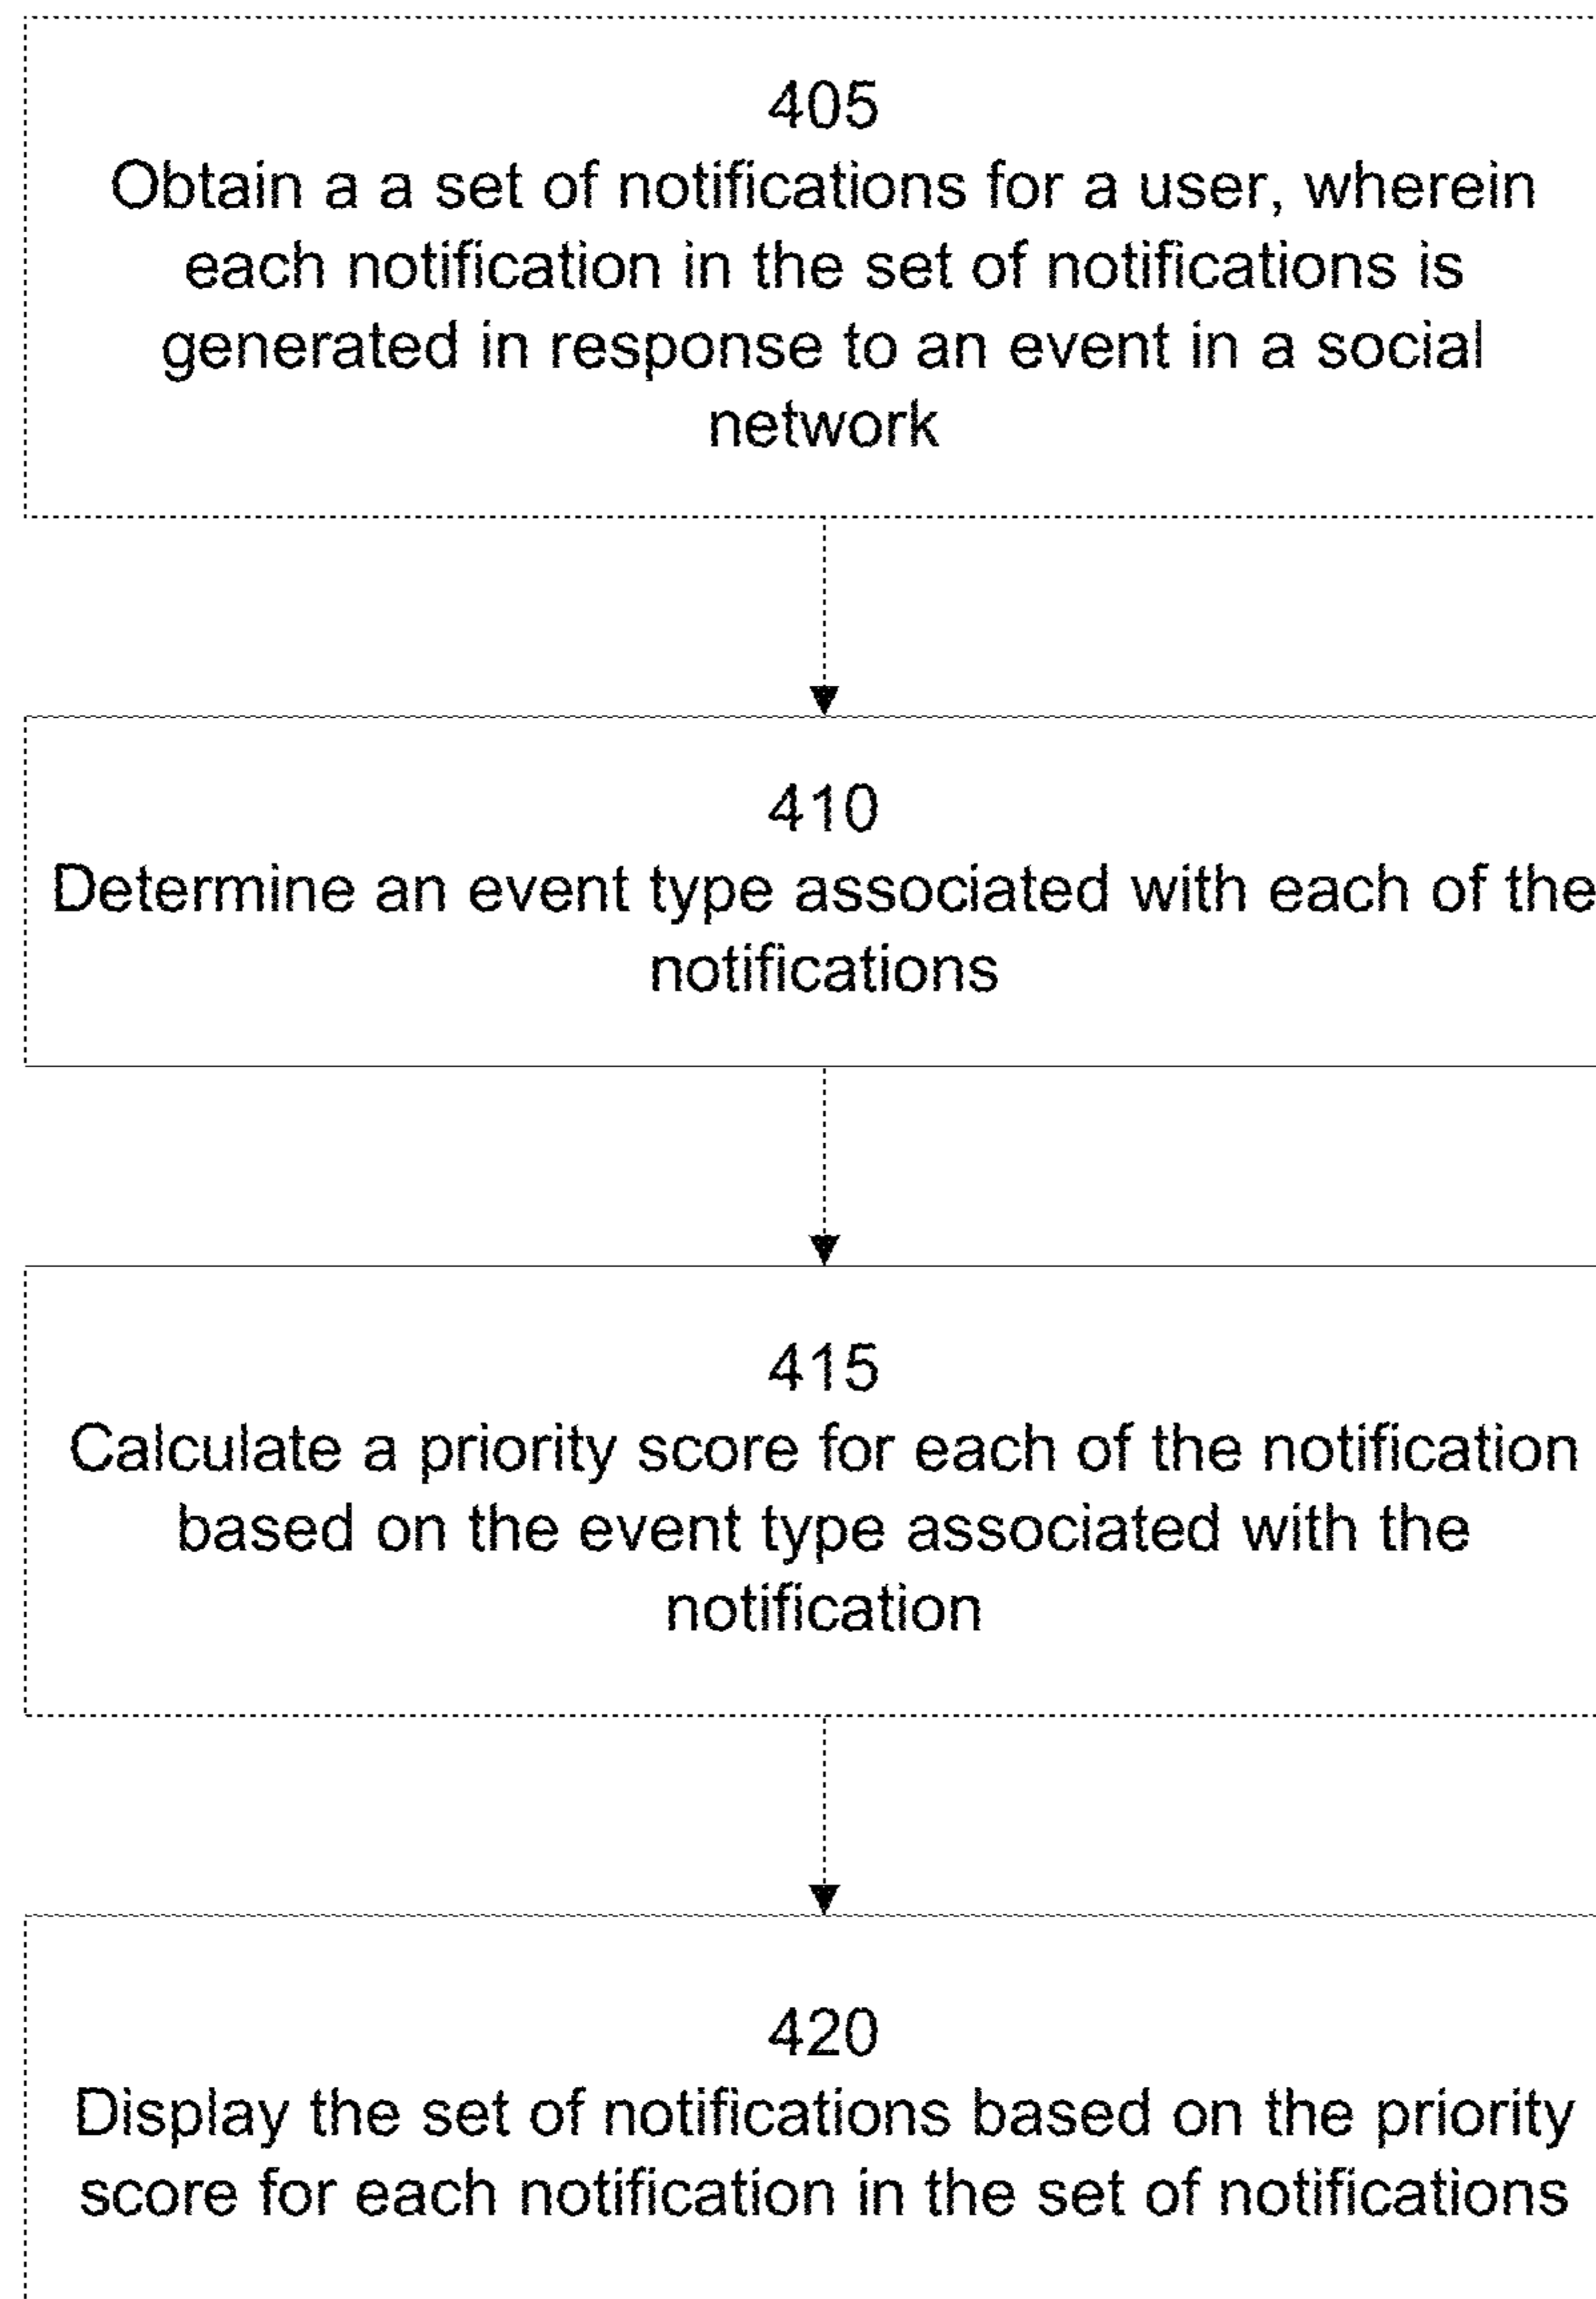 405
Obtain a a set of notifications for a user, wherein
each notification in the set of notifications is
generated in response to an event in a social
network
410
Determine an event type associated with each of the
notifications
415
Calculate a priority score for each of the notification
based on the event type associated with the
notification
420
Display the set of notifications based on the priority
score for each notification in the set of notifications